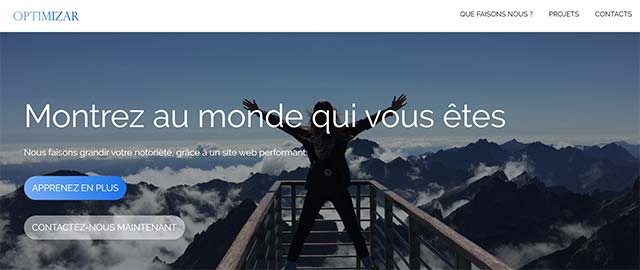 OPTIMIZAR
QUE FAISONS NOUS ? PROJETS CONTACTS
Montrez au monde qui vous êtes
Nous faisons grandir votre notoriété, grâce à un site web performant.
APPRENEZ EN PLUS
CONTACTEZ-NOUS MAINTENANT